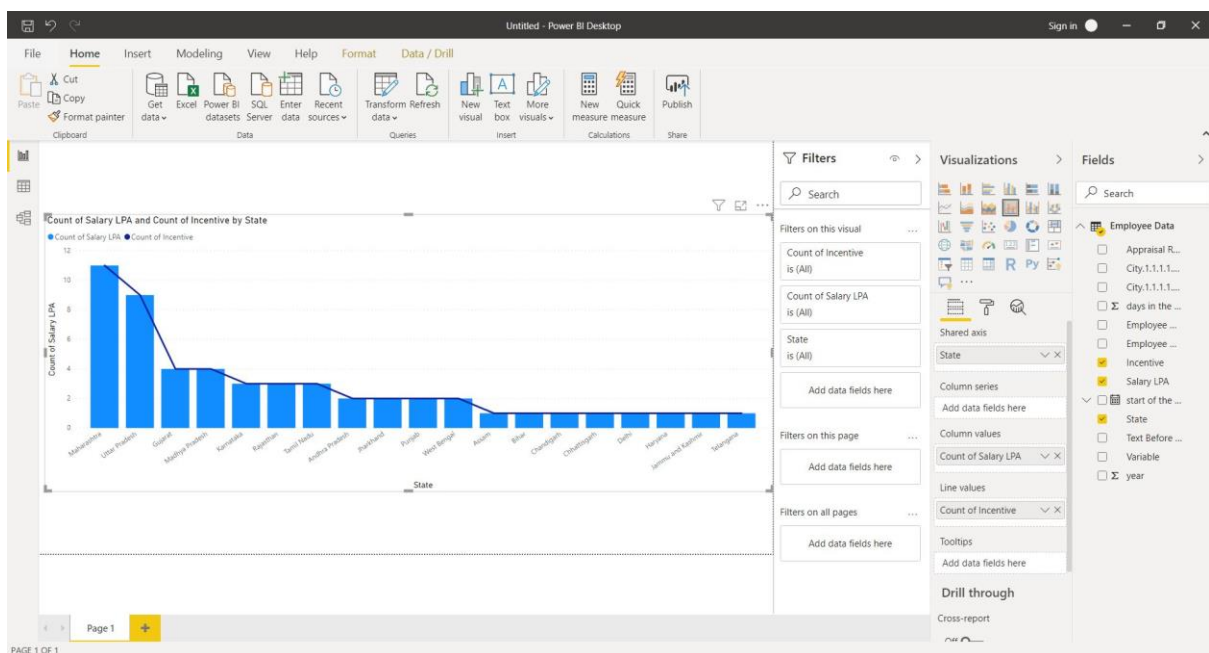 Untitled - Power BI Desktop
Sign in
File Home Insert Modeling View Help Format Data / Drill
Paste
Cut
Copy
Format painter
Clipboard
Get data
Excel
Power BI datasets
SQL Server
Enter data
Recent sources
Data
Transform data
Refresh
Queries
New visual
Text box
More visuals
Insert
New measure
Quick measure
Calculations
Publish
Share
Count of Salary LPA and Count of Incentive by State
Count of Salary LPA Count of Incentive
Count of Salary LPA
12
10
8
6
4
2
0
Maharashtra
Uttar Pradesh
Gujarat
Madhya Pradesh
Karnataka
Rajasthan
Tamil Nadu
Andhra Pradesh
Jharkhand
Punjab
West Bengal
Assam
Bihar
Chandigarh
Chhattisgarh
Delhi
Haryana
Jammu and Kashmir
Telangana
State
Filters
Search
Filters on this visual ...
Count of Incentive
is (All)
Count of Salary LPA
is (All)
State
is (All)
Add data fields here
Filters on this page ...
Add data fields here
Filters on all pages ...
Add data fields here
Visualizations
R Py
...
Shared axis
State
Column series
Add data fields here
Column values
Count of Salary LPA
Line values
Count of Incentive
Tooltips
Add data fields here
Drill through
Cross-report
Off
Fields
Search
Employee Data
Appraisal R...
City.1.1.1.1....
City.1.1.1.1....
Σ days in the ...
Employee ...
Employee ...
Incentive
Salary LPA
start of the ...
State
Text Before ...
Variable
Σ year
Page 1
PAGE 1 OF 1